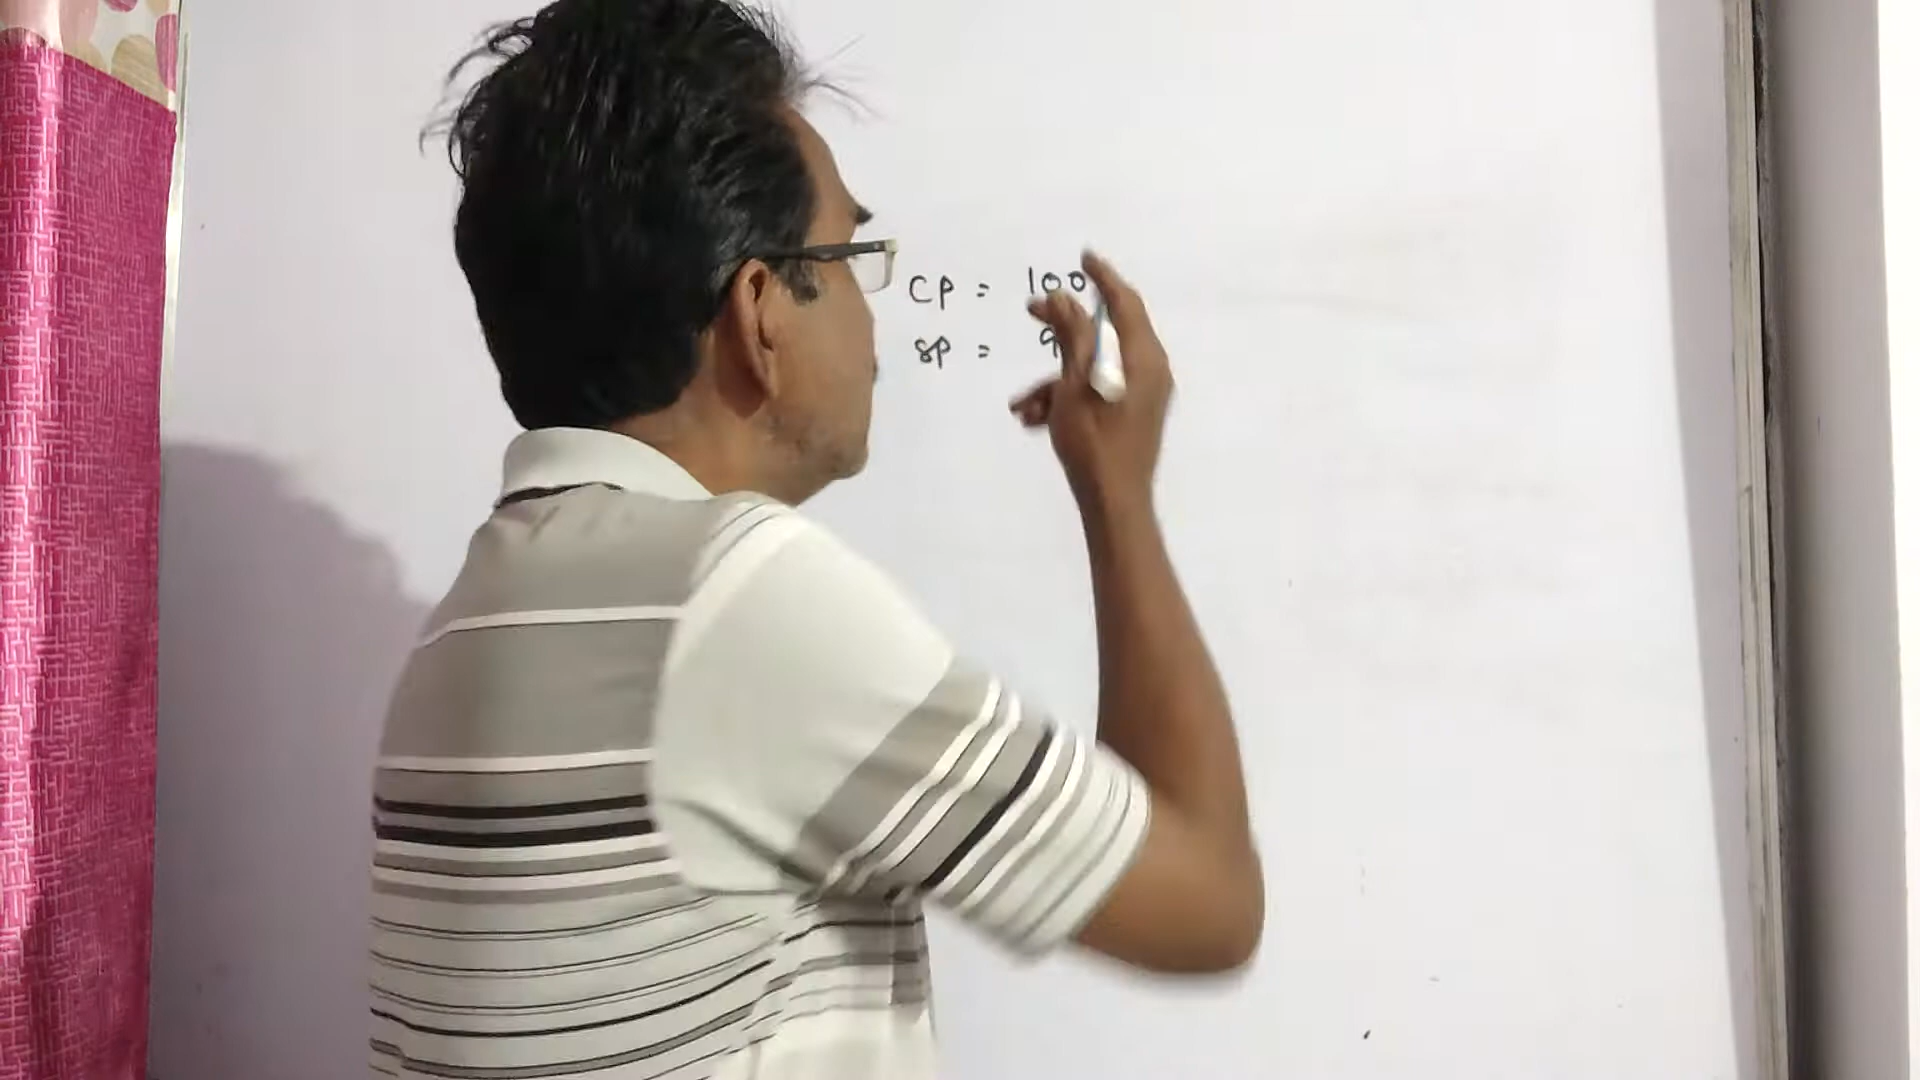 CP = 100
SP = 9